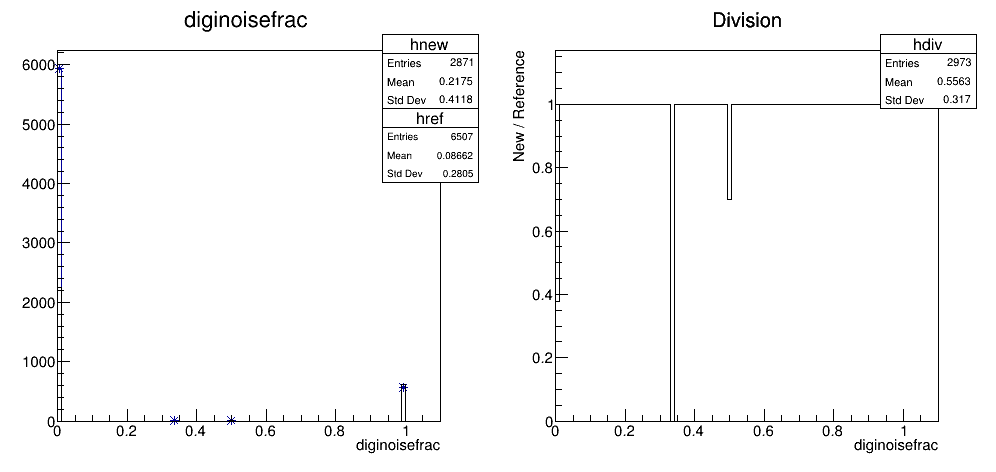 diginoisefrac
hnew
Entries 2871
Mean 0.2175
Std Dev 0.4118
href
Entries 6507
Mean 0.08662
Std Dev 0.2805
6000
5000
4000
3000
2000
1000
0
0 0.2 0.4 0.6 0.8 1
diginoisefrac
Division
hdiv
Entries 2973
Mean 0.5563
Std Dev 0.317
New / Reference
1
0.8
0.6
0.4
0.2
0
0 0.2 0.4 0.6 0.8 1
diginoisefrac